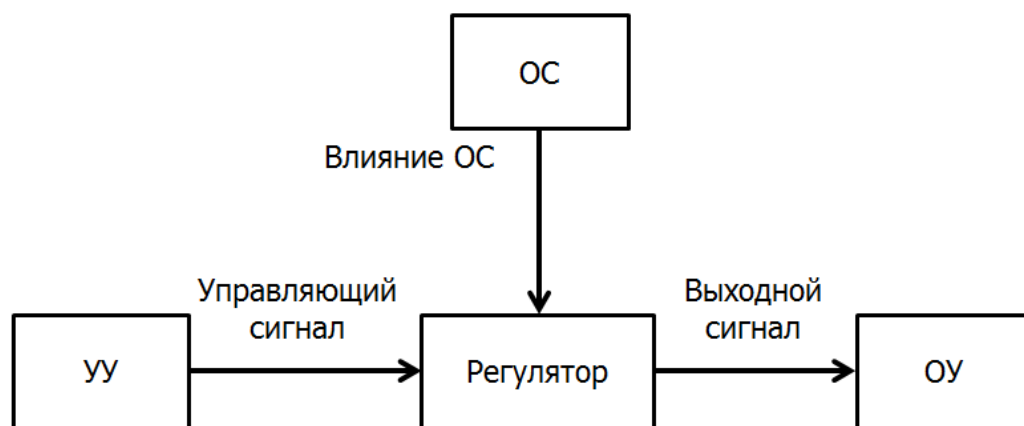 ОС
Влияние ОС
Управляющий
сигнал
Выходной
сигнал
УУ
Регулятор
ОУ